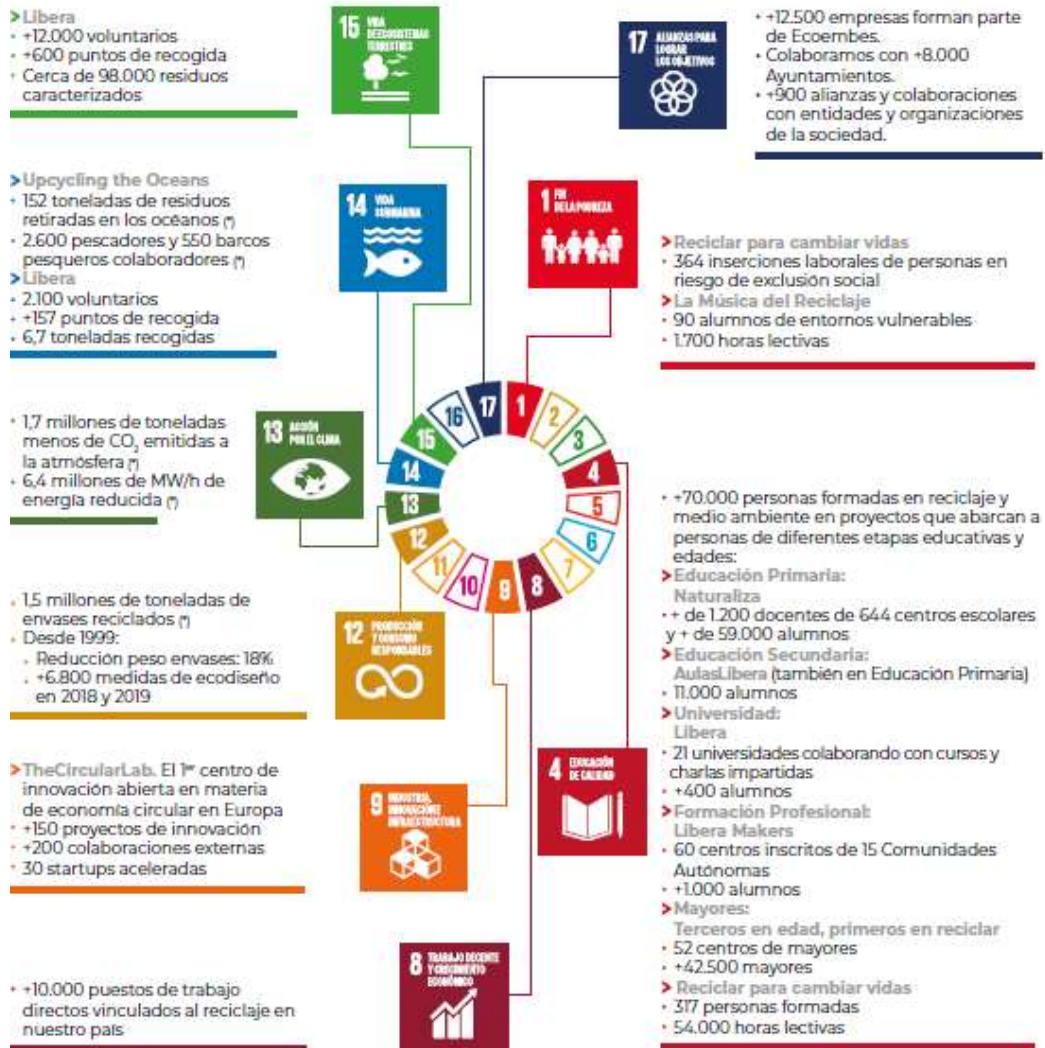 > Libera
• +12.000 voluntarios
• +600 puntos de recogida
• Cerca de 98.000 residuos
caracterizados
15 VIDA
DE ECOSISTEMAS
TERRESTRES
17 ALIANZAS PARA
LOGRAR
LOS OBJETIVOS
• +12.500 empresas forman parte
de Ecoembes.
• Colaboramos con +8.000
Ayuntamientos.
• +900 alianzas y colaboraciones
con entidades y organizaciones
de la sociedad.
> Upcycling the Oceans
• 152 toneladas de residuos
retiradas en los océanos (*)
• 2.600 pescadores y 550 barcos
pesqueros colaboradores (*)
> Libera
• 2.100 voluntarios
• +157 puntos de recogida
• 6,7 toneladas recogidas
14 VIDA
SUBMARINA
1 FIN
DE LA POBREZA
> Reciclar para cambiar vidas
• 364 inserciones laborales de personas en
riesgo de exclusión social
> La Música del Reciclaje
• 90 alumnos de entornos vulnerables
• 1.700 horas lectivas
• 1,7 millones de toneladas
menos de CO2 emitidas a
la atmósfera (*)
• 6,4 millones de MW/h de
energía reducida (*)
13 ACCIÓN
POR EL CLIMA
1
2
3
4
5
6
7
8
9
10
11
12
13
14
15
16
17
• 1,5 millones de toneladas de
envases reciclados (*)
• Desde 1999:
• Reducción peso envases: 18%
• +6.800 medidas de ecodiseño
en 2018 y 2019
12 PRODUCCIÓN
Y CONSUMO
RESPONSABLES
> TheCircularLab. El 1er centro de
innovación abierta en materia
de economía circular en Europa
• +150 proyectos de innovación
• +200 colaboraciones externas
• 30 startups aceleradas
9 INDUSTRIA,
INNOVACIÓN E
INFRAESTRUCTURA
• +10.000 puestos de trabajo
directos vinculados al reciclaje en
nuestro país
8 TRABAJO DECENTE
Y CRECIMIENTO
ECONÓMICO
4 EDUCACIÓN
DE CALIDAD
• +70.000 personas formadas en reciclaje y
medio ambiente en proyectos que abarcan a
personas de diferentes etapas educativas y
edades:
> Educación Primaria:
Naturaliza
• + de 1.200 docentes de 644 centros escolares
y + de 59.000 alumnos
> Educación Secundaria:
AulasLibera (también en Educación Primaria)
• 11.000 alumnos
> Universidad:
Libera
• 21 universidades colaborando con cursos y
charlas impartidas
• +400 alumnos
> Formación Profesional:
Libera Makers
• 60 centros inscritos de 15 Comunidades
Autónomas
• +1.000 alumnos
> Mayores:
Terceros en edad, primeros en reciclar
• 52 centros de mayores
• +42.500 mayores
> Reciclar para cambiar vidas
• 317 personas formadas
• 54.000 horas lectivas